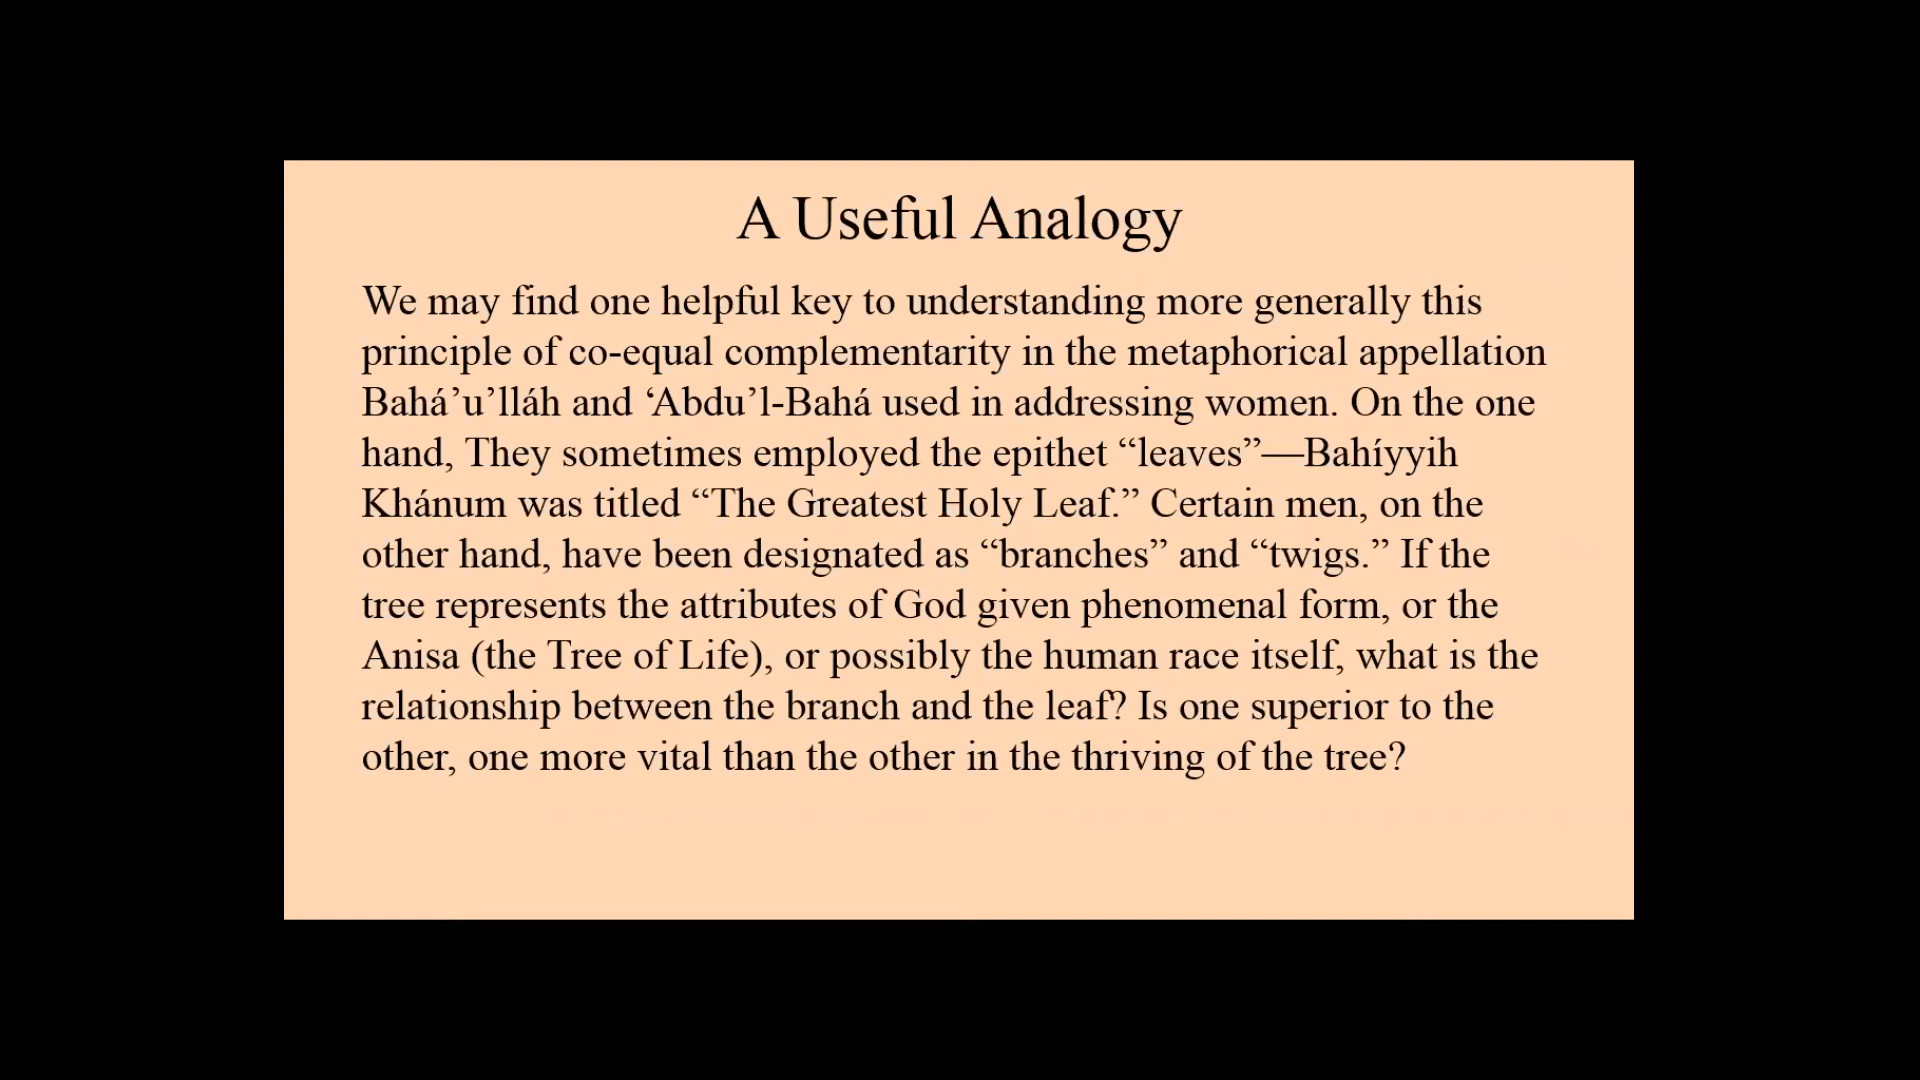 A Useful Analogy
We may find one helpful key to understanding more generally this
principle of co-equal complementarity in the metaphorical appellation
Bahá’u’lláh and ‘Abdu’l-Bahá used in addressing women. On the one
hand, They sometimes employed the epithet “leaves”—Bahíyyih
Khánum was titled “The Greatest Holy Leaf.” Certain men, on the
other hand, have been designated as “branches” and “twigs.” If the
tree represents the attributes of God given phenomenal form, or the
Anisa (the Tree of Life), or possibly the human race itself, what is the
relationship between the branch and the leaf? Is one superior to the
other, one more vital than the other in the thriving of the tree?